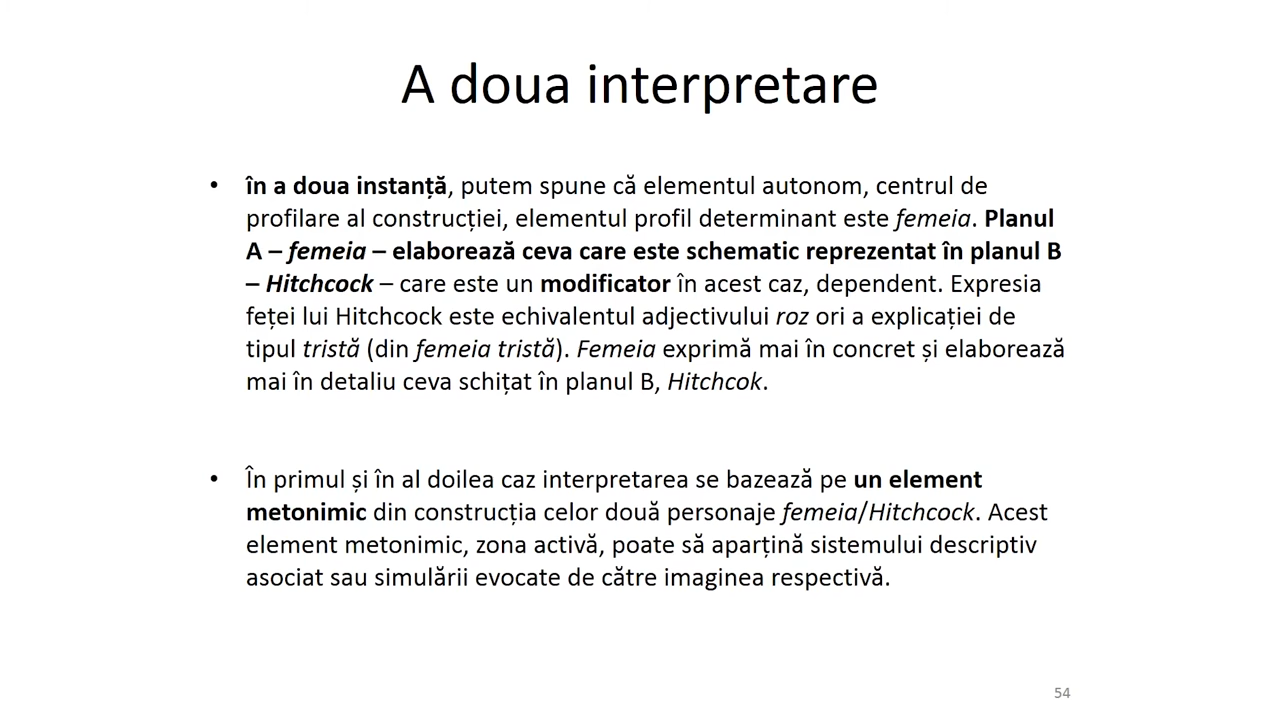 A doua interpretare
• în a doua instanță, putem spune că elementul autonom, centrul de
profilare al construcției, elementul profil determinant este femeia. Planul
A – femeia – elaborează ceva care este schematic reprezentat în planul B
– Hitchcock – care este un modificator în acest caz, dependent. Expresia
feței lui Hitchcock este echivalentul adjectivului roz ori a explicației de
tipul tristă (din femeia tristă). Femeia exprimă mai în concret și elaborează
mai în detaliu ceva schițat în planul B, Hitchcok.
• În primul și în al doilea caz interpretarea se bazează pe un element
metonimic din construcția celor două personaje femeia/Hitchcock. Acest
element metonimic, zona activă, poate să aparțină sistemului descriptiv
asociat sau simulării evocate de către imaginea respectivă.
54